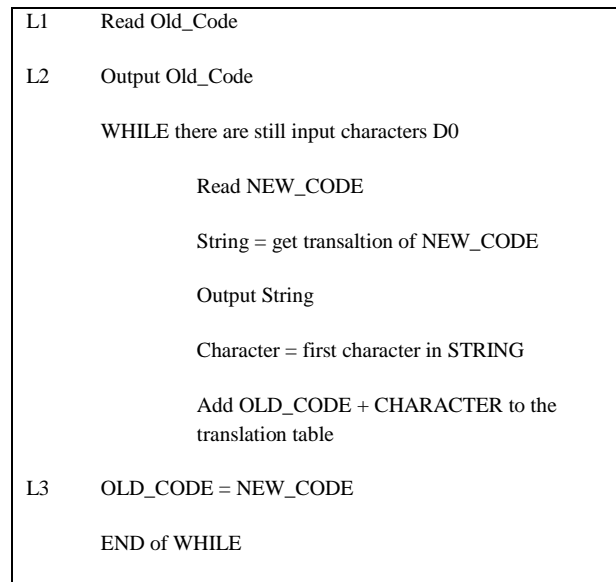 L1 Read Old_Code
L2 Output Old_Code
WHILE there are still input characters D0
Read NEW_CODE
String = get transaltion of NEW_CODE
Output String
Character = first character in STRING
Add OLD_CODE + CHARACTER to the
translation table
L3 OLD_CODE = NEW_CODE
END of WHILE